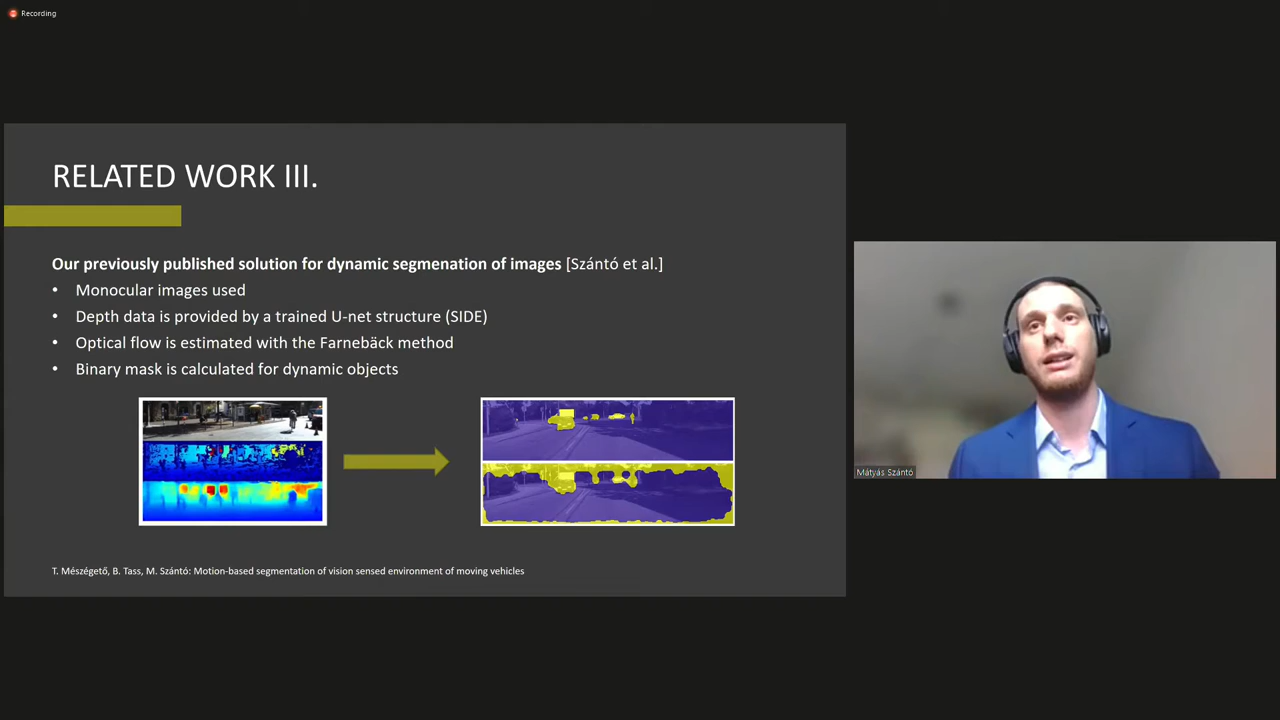 Recording
RELATED WORK III.
Our previously published solution for dynamic segmenation of images [Szántó et al.]
• Monocular images used
• Depth data is provided by a trained U-net structure (SIDE)
• Optical flow is estimated with the Farnebäck method
• Binary mask is calculated for dynamic objects
Mátyás Szántó
T. Mészégető, B. Tass, M. Szántó: Motion-based segmentation of vision sensed environment of moving vehicles